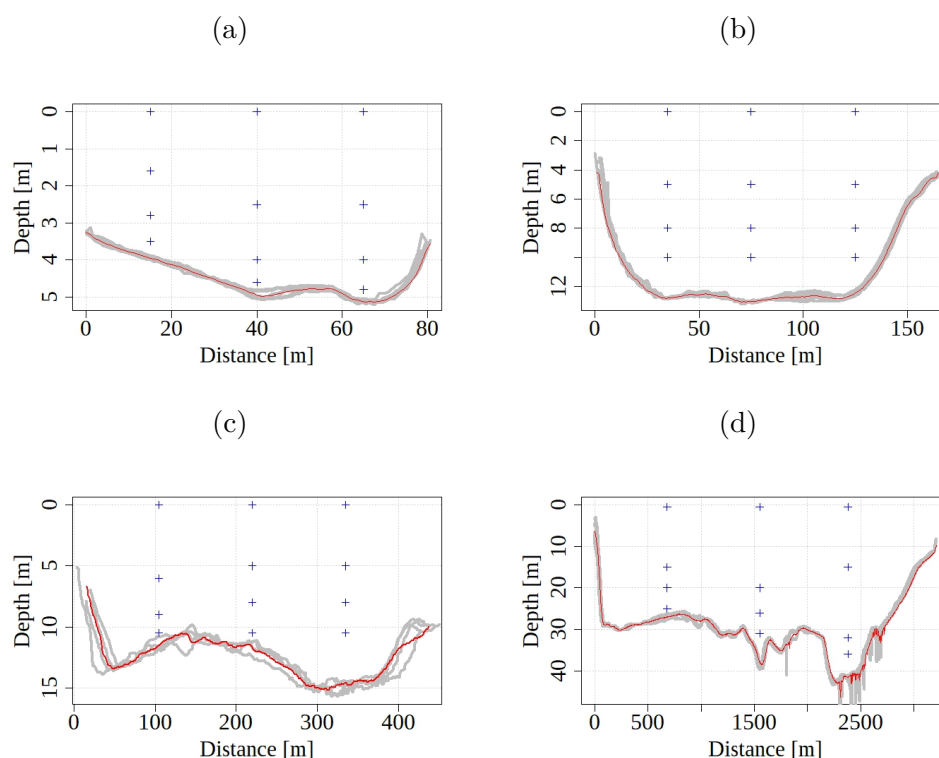 (a)
(b)
0
1
2
3
4
5
Depth [m]
0 20 40 60 80
Distance [m]
0
2
4
6
8
12
Depth [m]
0 50 100 150
Distance [m]
(c)
(d)
0
5
10
15
Depth [m]
0 100 200 300 400
Distance [m]
0
10
20
30
40
Depth [m]
0 500 1500 2500
Distance [m]